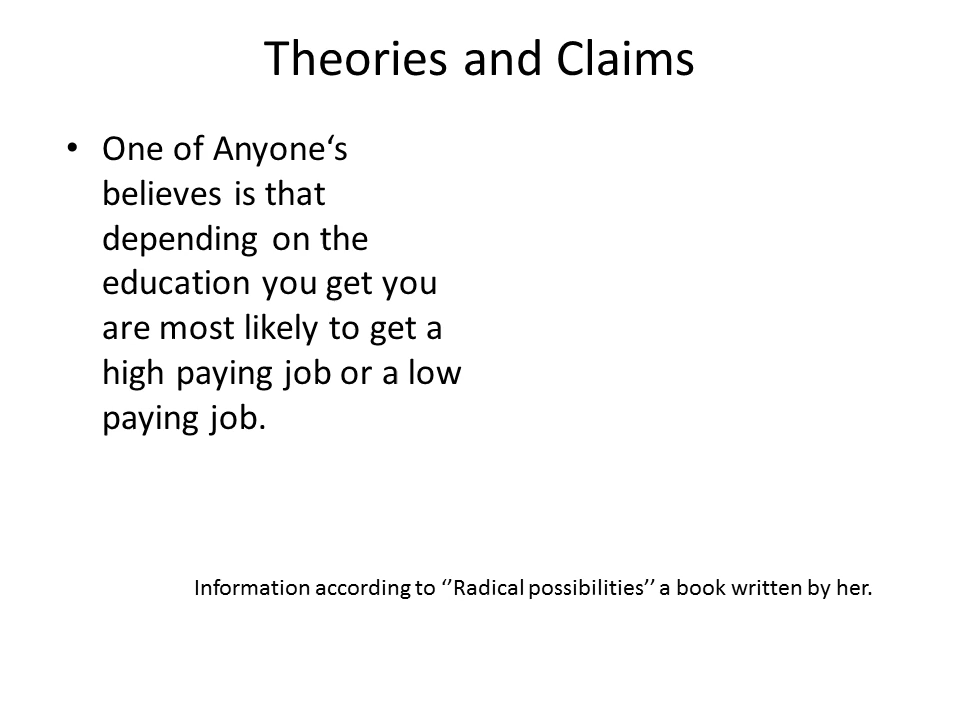 Theories and Claims
• One of Anyone‘s
believes is that
depending on the
education you get you
are most likely to get a
high paying job or a low
paying job.
Information according to ‘’Radical possibilities’’ a book written by her.